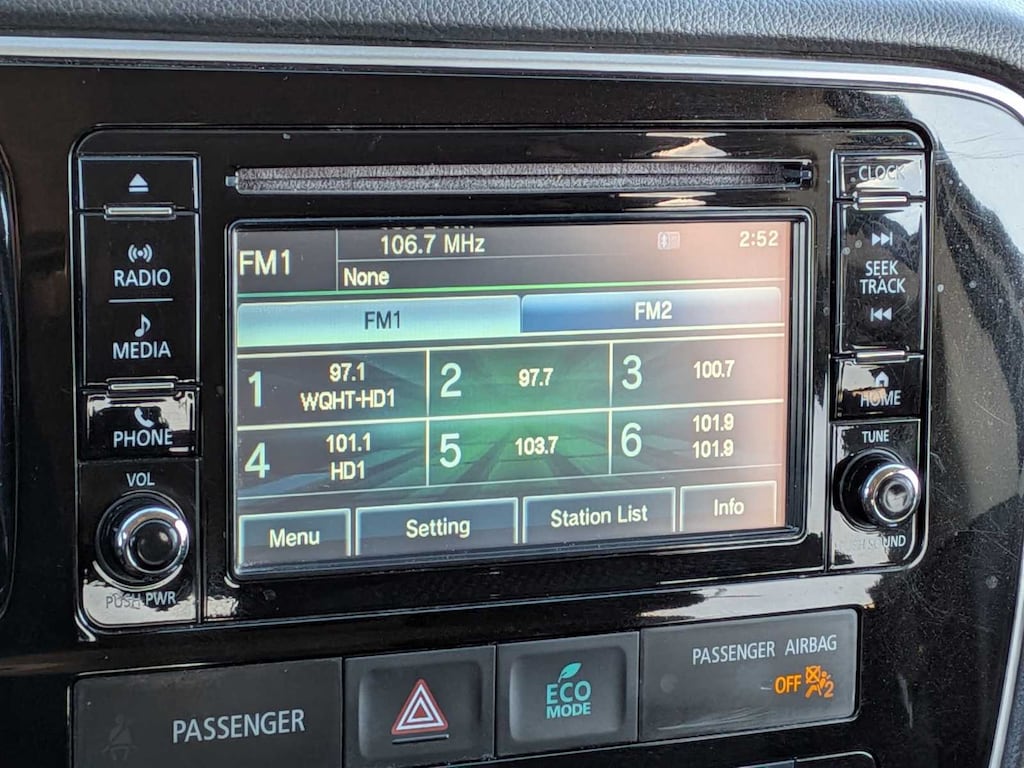 RADIO
MEDIA
PHONE
VOL
PUSH PWR
FM1
106.7 MHz
2:52
None
FM1
FM2
1
97.1
WQHT-HD1
2
97.7
3
100.7
4
101.1
HD1
5
103.7
6
101.9
101.9
Menu
Setting
Station List
Info
CLOCK
SEEK
TRACK
HOME
TUNE
SOUND
PASSENGER
ECO
MODE
PASSENGER AIRBAG
OFF
2